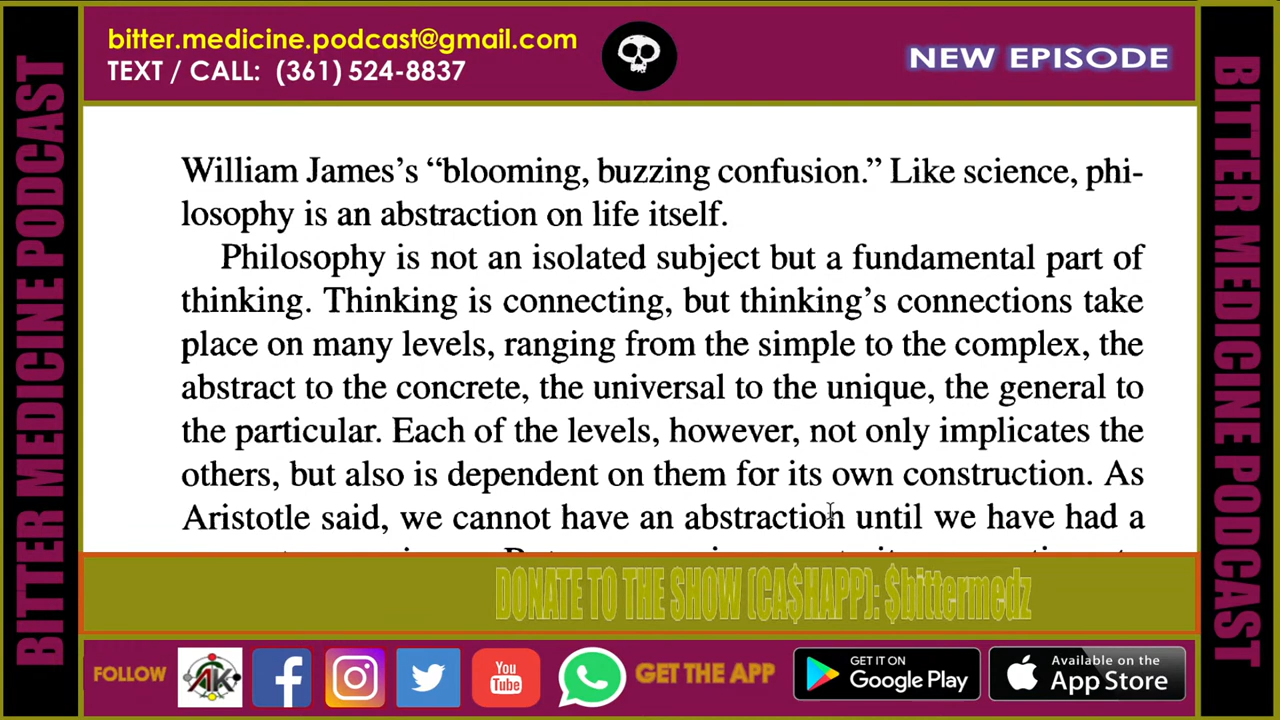 bitter.medicine.podcast@gmail.com
TEXT / CALL: (361) 524-8837
NEW EPISODE
BITTER MEDICINE PODCAST
William James’s “blooming, buzzing confusion.” Like science, phi-
losophy is an abstraction on life itself.
Philosophy is not an isolated subject but a fundamental part of
thinking. Thinking is connecting, but thinking’s connections take
place on many levels, ranging from the simple to the complex, the
abstract to the concrete, the universal to the unique, the general to
the particular. Each of the levels, however, not only implicates the
others, but also is dependent on them for its own construction. As
Aristotle said, we cannot have an abstraction until we have had a
BITTER MEDICINE PODCAST
DONATE TO THE SHOW (CA$HAPP): $bittermedz
FOLLOW
ATK
You
Tube
GET THE APP
GET IT ON
Google Play
Available on the
App Store